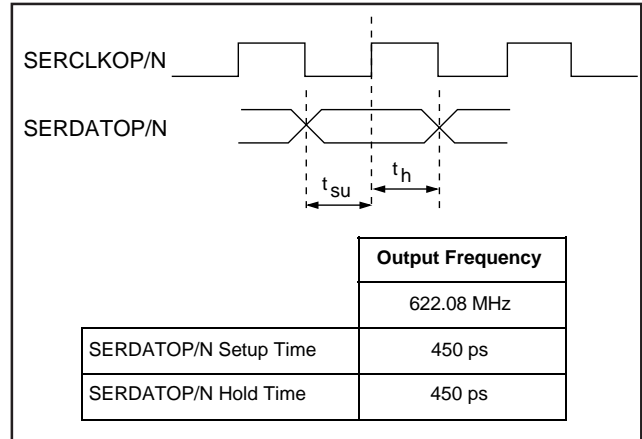 SERCLKOP/N
SERDATOP/N
tsu
th
Output Frequency
622.08 MHz
SERDATOP/N Setup Time
450 ps
SERDATOP/N Hold Time
450 ps